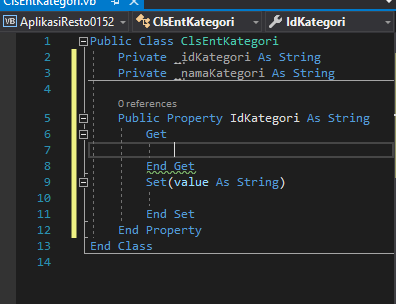 ClsEntKategori.vb
AplikasiResto0152 ClsEntKategori IdKategori
1 Public Class ClsEntKategori
2 Private _idKategori As String
3 Private _namaKategori As String
4
0 references
5 Public Property IdKategori As String
6 Get
7
8 End Get
9 Set(value As String)
10
11 End Set
12 End Property
13 End Class
14